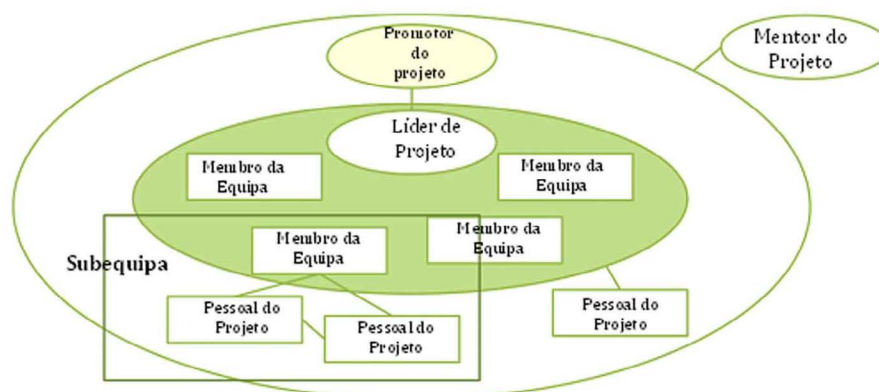 Promotor
do
projeto
Mentor do
Projeto
Líder de
Projeto
Membro da
Equipa
Membro da
Equipa
Membro da
Equipa
Membro da
Equipa
Subequipa
Pessoal do
Projeto
Pessoal do
Projeto
Pessoal do
Projeto